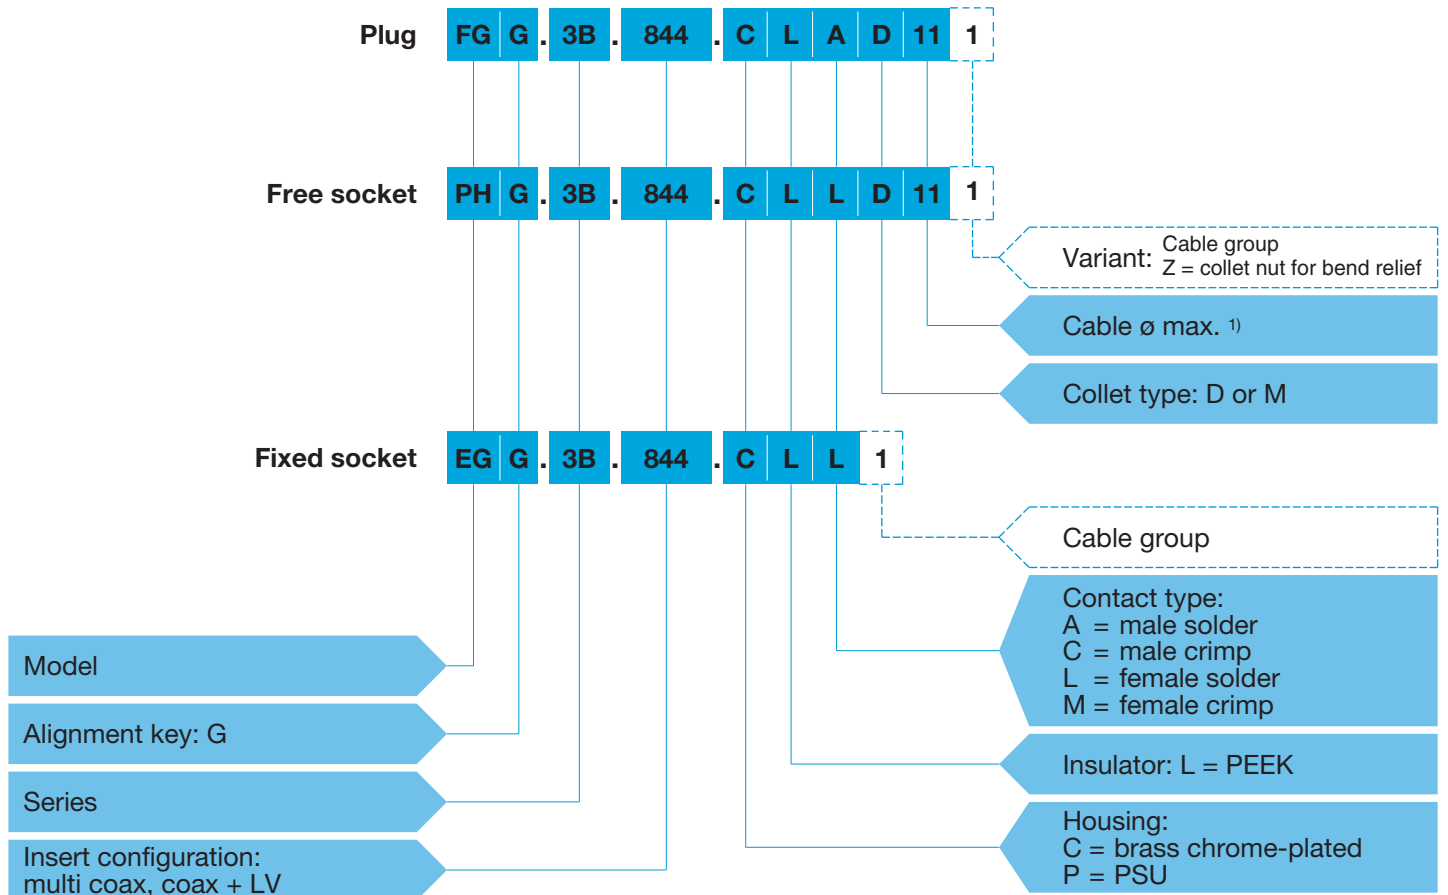 Plug FG G . 3B . 844 . C L A D 11 1
Free socket PH G . 3B . 844 . C L L D 11 1
Variant: Cable group
Z = collet nut for bend relief
Cable ø max. 1)
Collet type: D or M
Fixed socket EG G . 3B . 844 . C L L 1
Cable group
Contact type:
A = male solder
C = male crimp
L = female solder
M = female crimp
Model
Alignment key: G
Insulator: L = PEEK
Series
Housing:
C = brass chrome-plated
P = PSU
Insert configuration:
multi coax, coax + LV